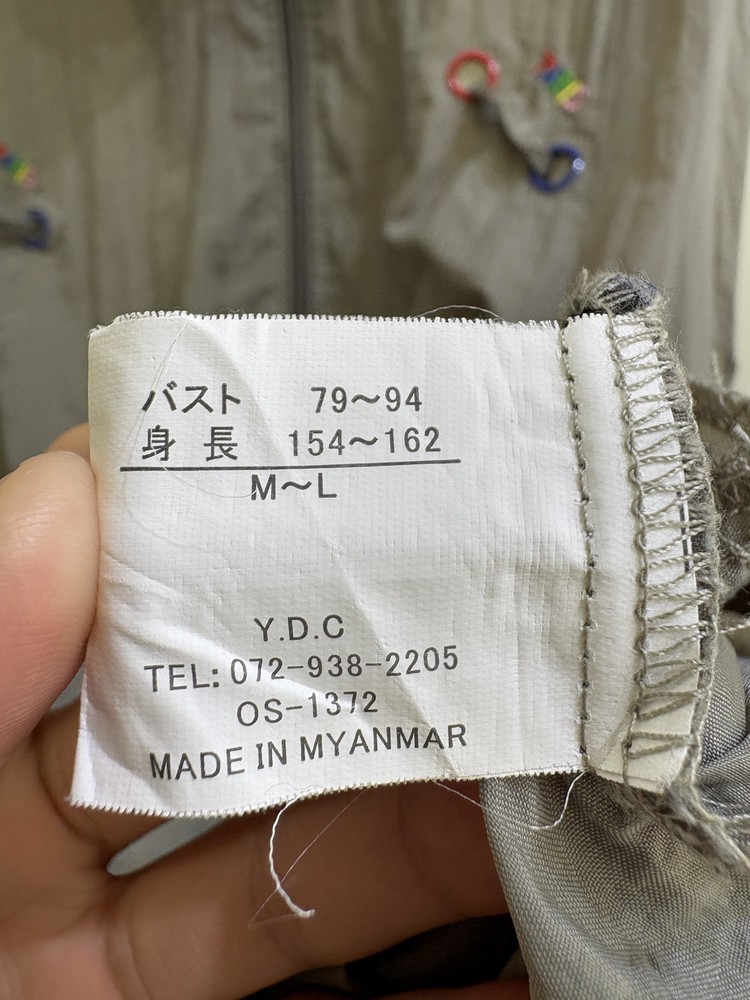 バスト 79〜94
身長 154〜162
M〜L
Y.D.C
TEL: 072-938-2205
OS-1372
MADE IN MYANMAR